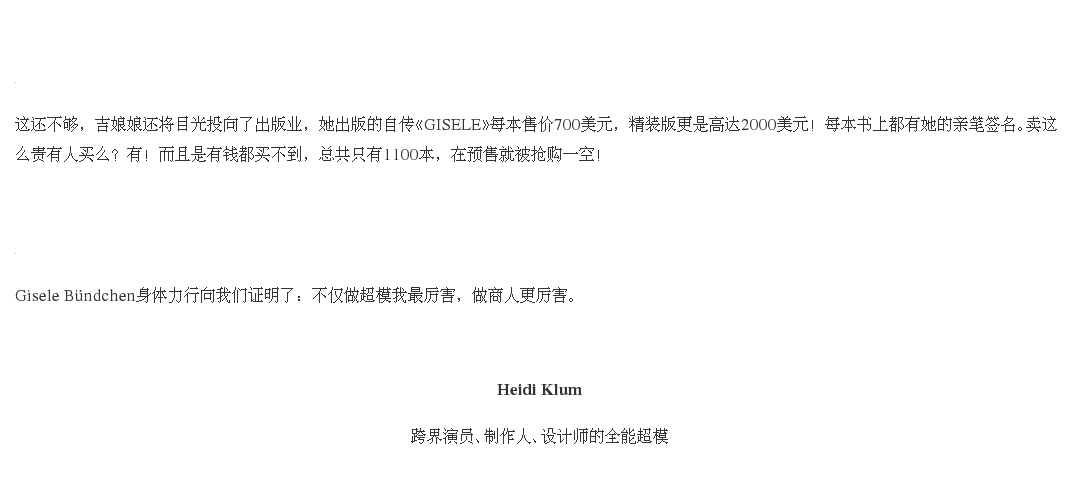 这还不够，吉娘娘还将目光投向了出版业，她出版的自传《GISELE》每本售价700美元，精装版更是高达2000美元！每本书上都有她的亲笔签名。卖这
么贵有人买么？有！而且是有钱都买不到，总共只有1100本，在预售就被抢购一空！
Gisele Bündchen身体力行向我们证明了：不仅做超模我最厉害，做商人更厉害。
Heidi Klum
跨界演员、制作人、设计师的全能超模